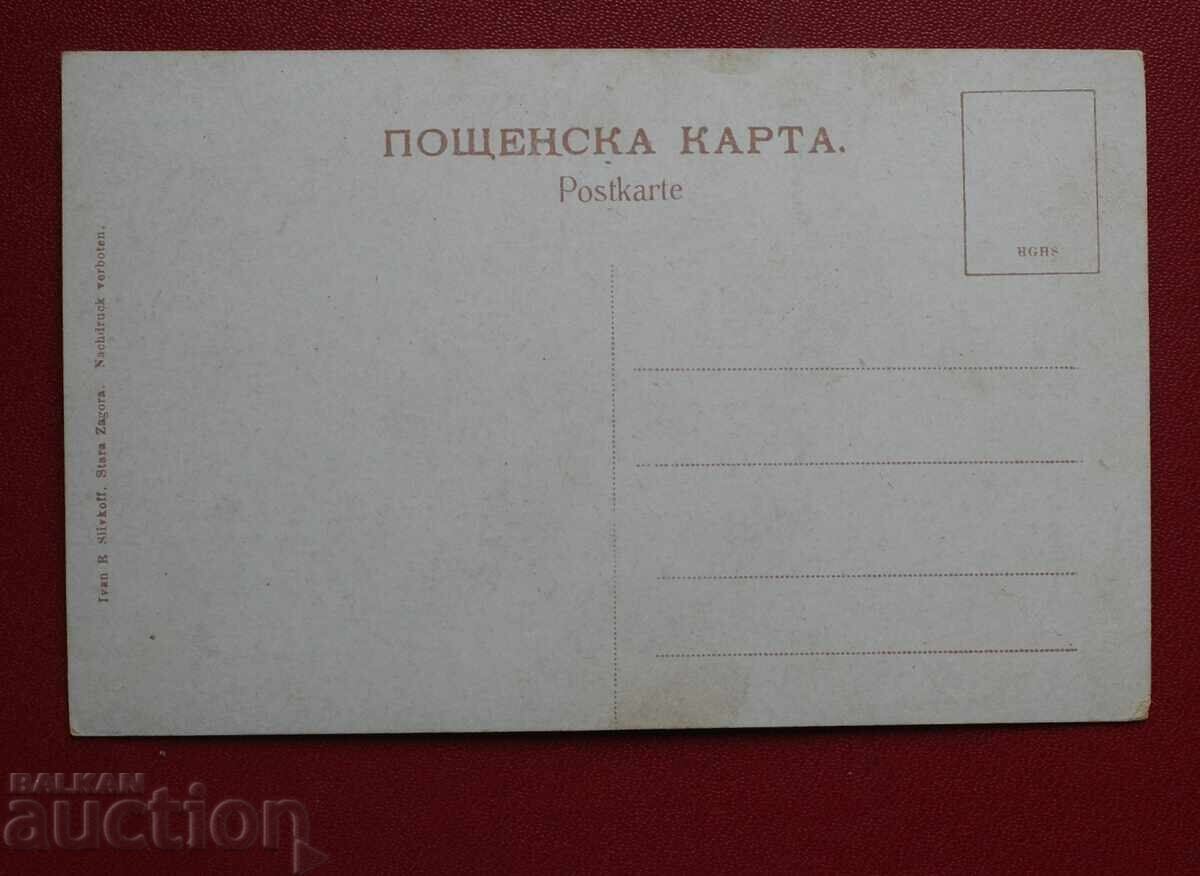 ПОЩЕНСКА КАРТА.
Postkarte
HGHS
Ivan B Slivkoff, Stara Zagora. Nachdruck verboten.
BALKAN
auction